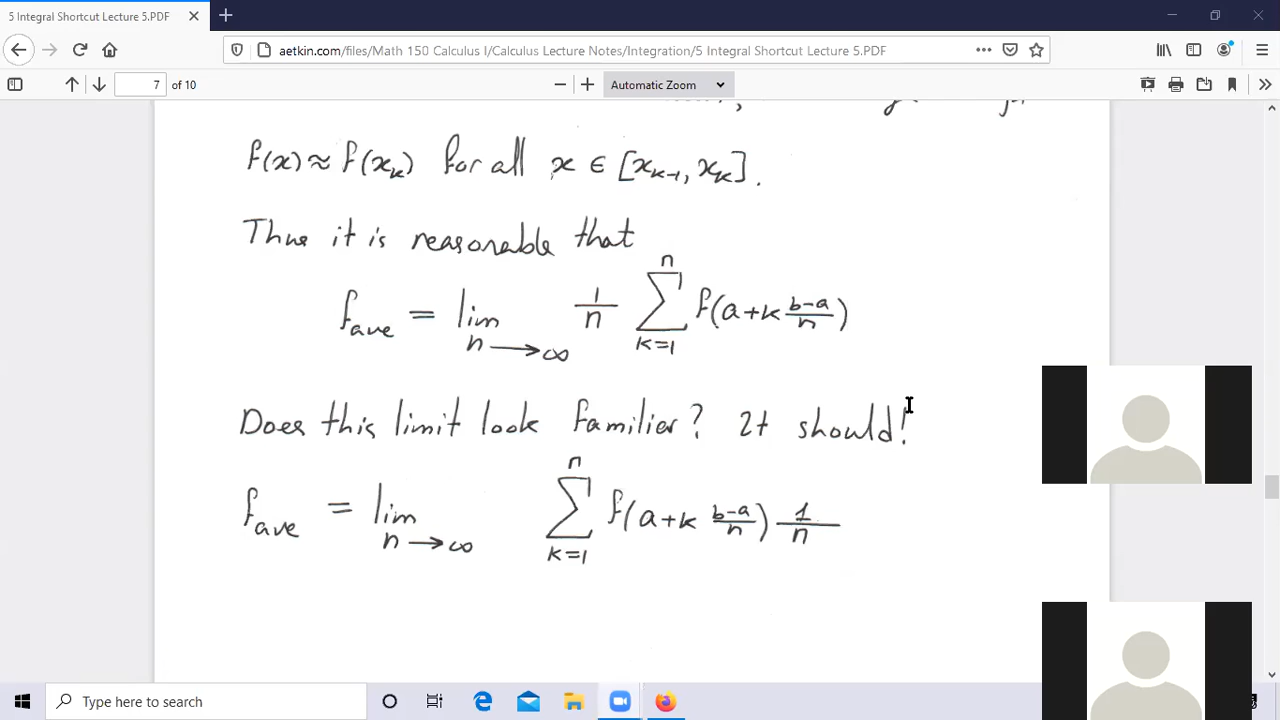 5 Integral Shortcut Lecture 5.PDF
aetkin.com/files/Math 150 Calculus I/Calculus Lecture Notes/Integration/5 Integral Shortcut Lecture 5.PDF
7 of 10
Automatic Zoom
f(x) ≈ f(x_k) for all x ∈ [x_{k-1}, x_k].
Thus it is reasonable that
f_ave = lim_{n→∞} 1/n ∑_{k=1}^{n} f(a+k (b-a)/n)
Does this limit look familier? It should!
f_ave = lim_{n→∞} ∑_{k=1}^{n} f(a+k (b-a)/n) 1/n
Type here to search